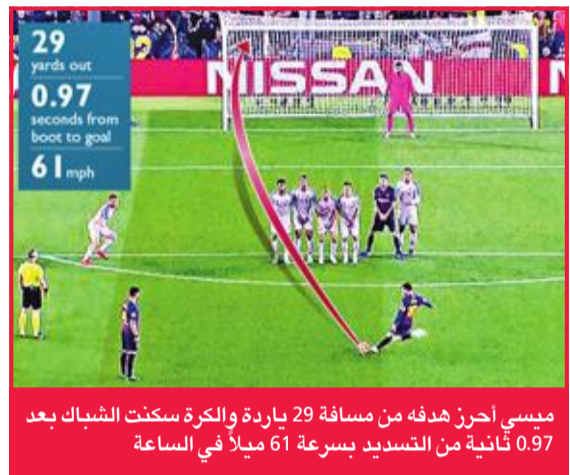 29
yards out
0.97
seconds from
boot to goal
61 mph
NISSAN
ميسي أحرز هدفه من مسافة 29 ياردة والكرة سكنت الشباك بعد
0.97 ثانية من التسديد بسرعة 61 ميلاً في الساعة